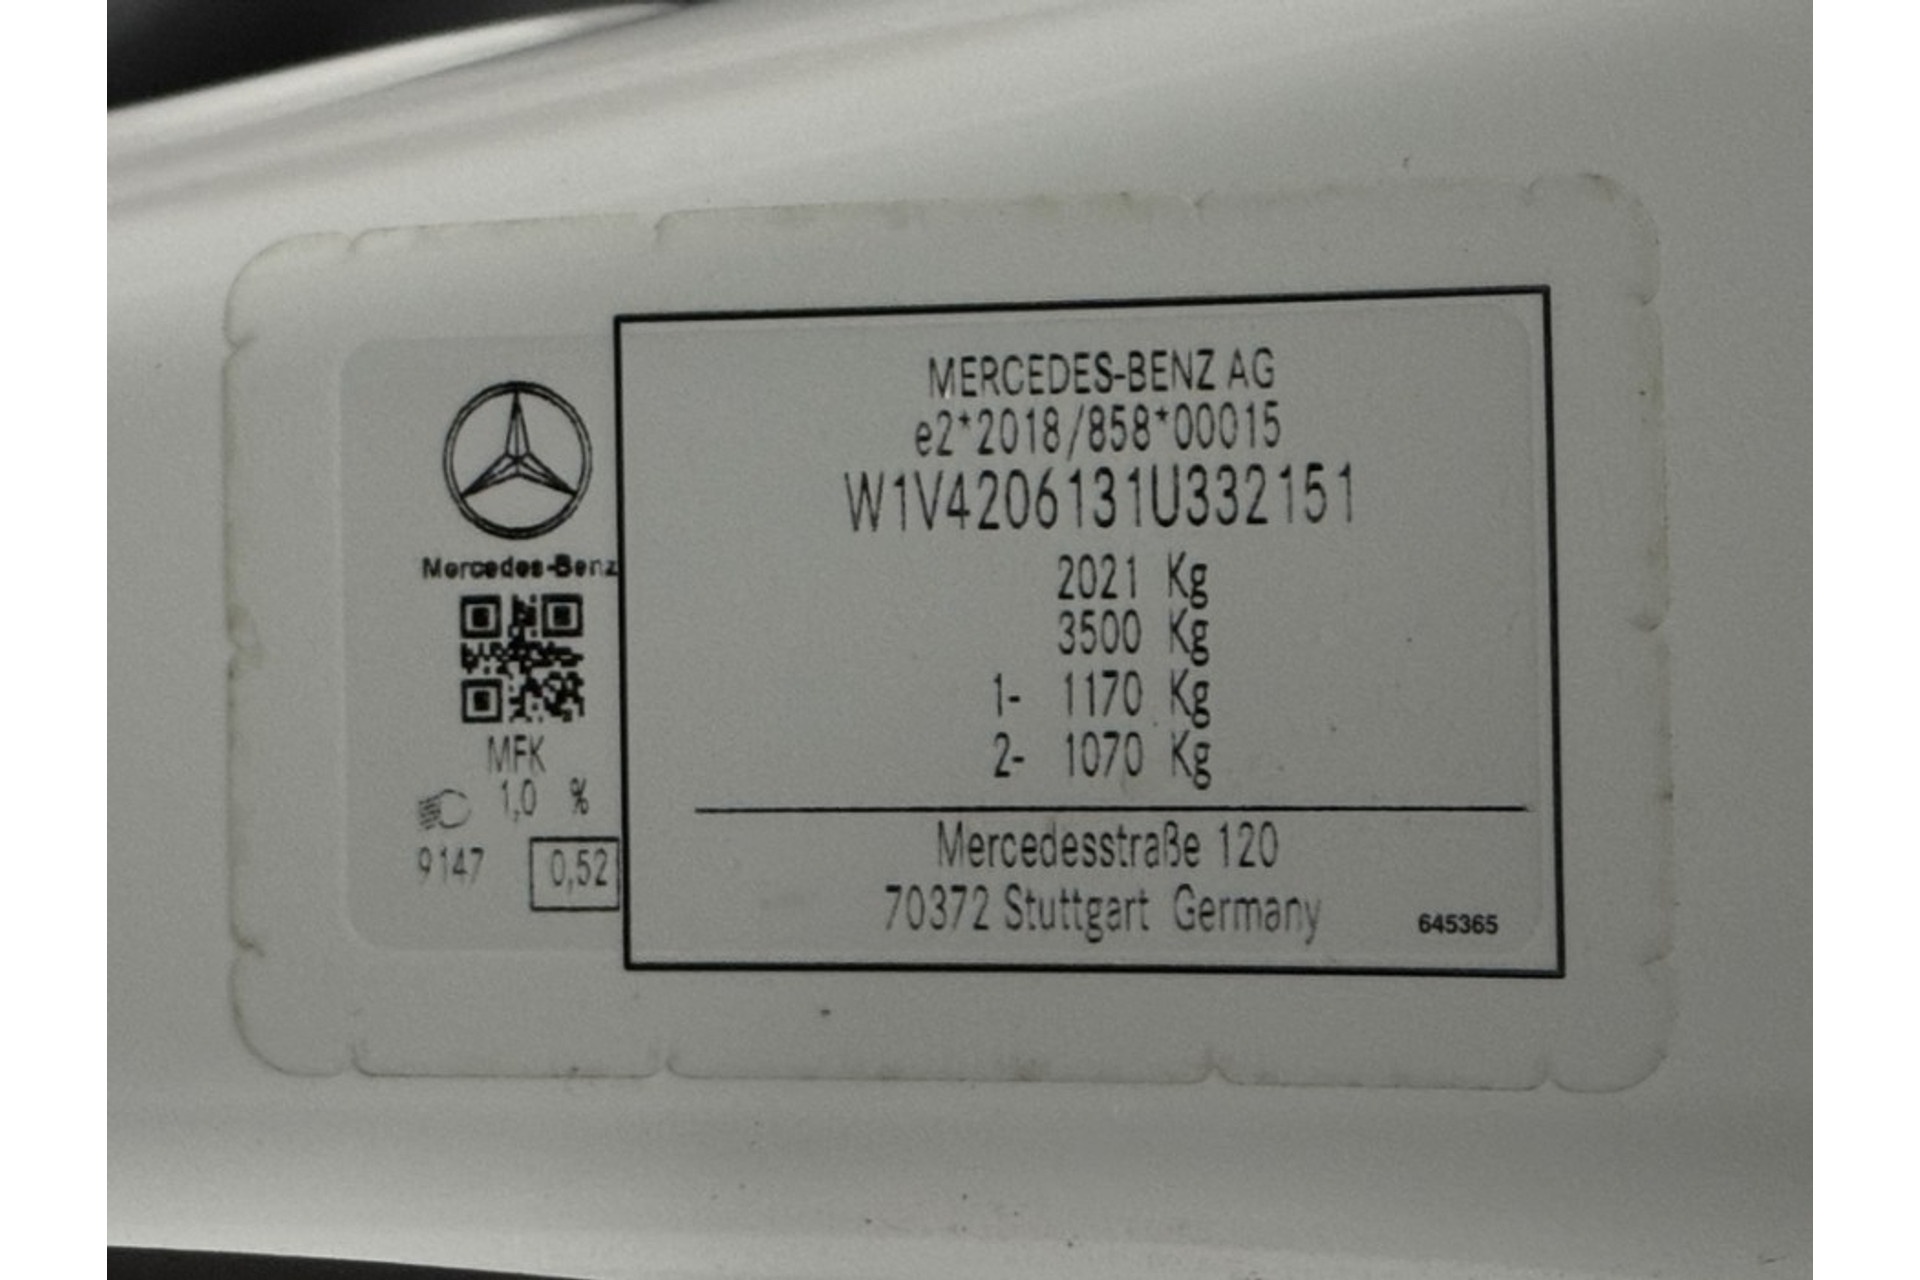 Mercedes-Benz
MFK
1,0 %
9147
0,52
MERCEDES-BENZ AG
e2*2018/858*00015
W1V4206131U332151
2021 Kg
3500 Kg
1- 1170 Kg
2- 1070 Kg
Mercedesstraße 120
70372 Stuttgart Germany
645365